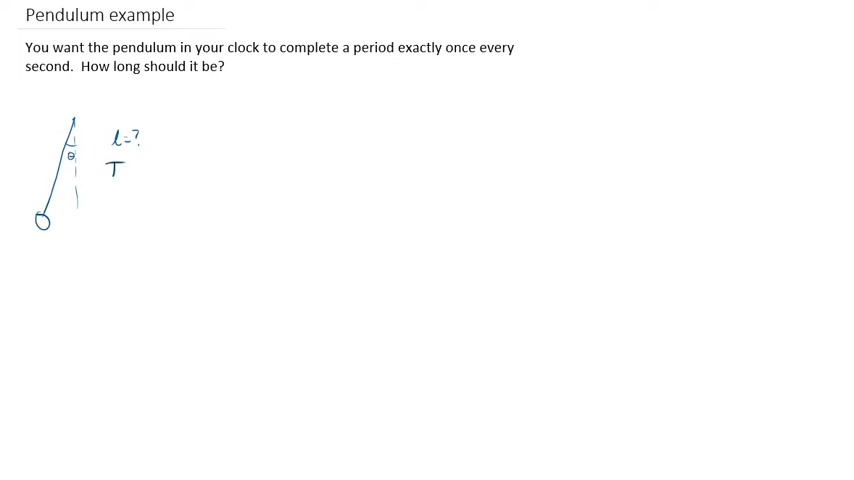 Pendulum example
You want the pendulum in your clock to complete a period exactly once every
second. How long should it be?
l=?
θ
T